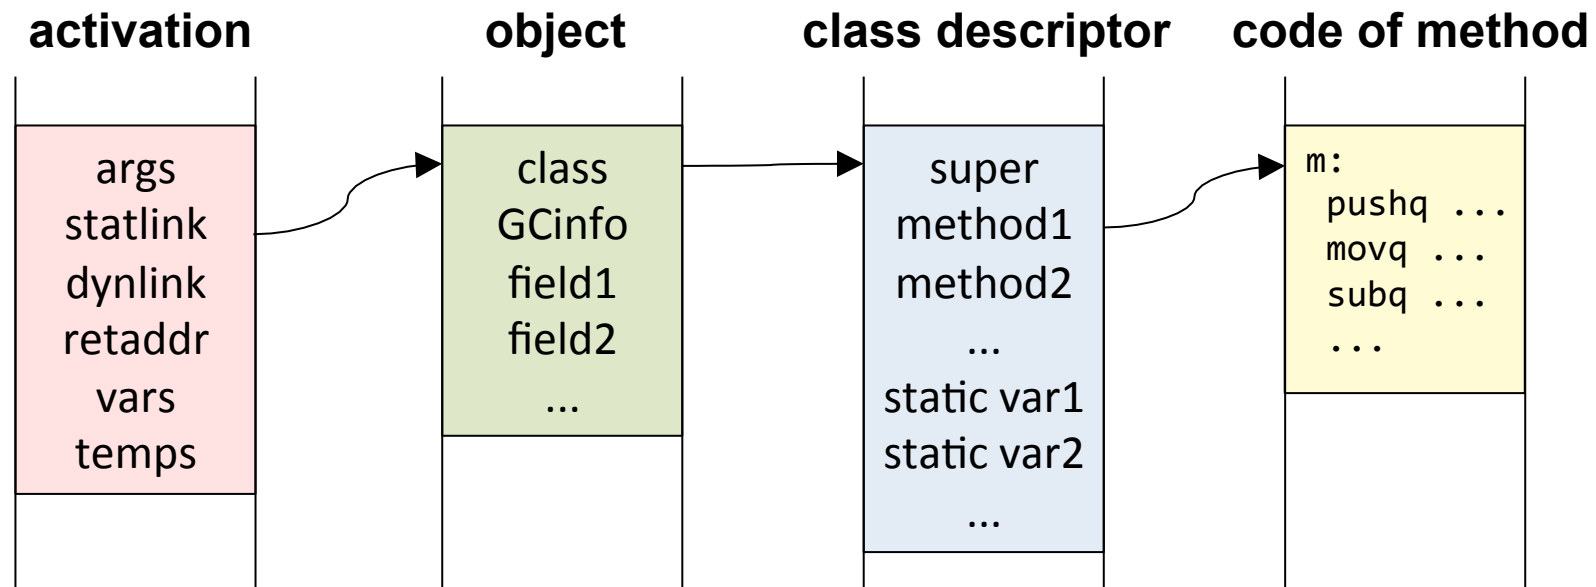 activation
args
statlink
dynlink
retaddr
vars
temps
object
class
GCinfo
field1
field2
...
class descriptor
super
method1
method2
...
static var1
static var2
...
code of method
m:
pushq ...
movq ...
subq ...
...